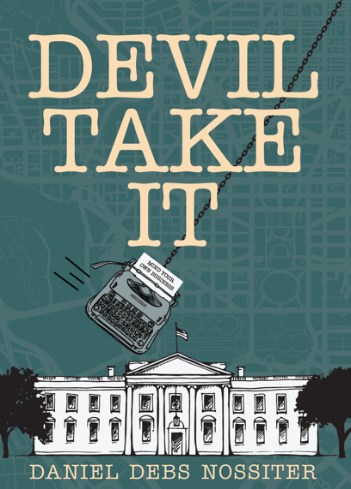 DEVIL
TAKE
IT
MIND YOUR
OWN BUSINESS!
DANIEL DEBS NOSSITER